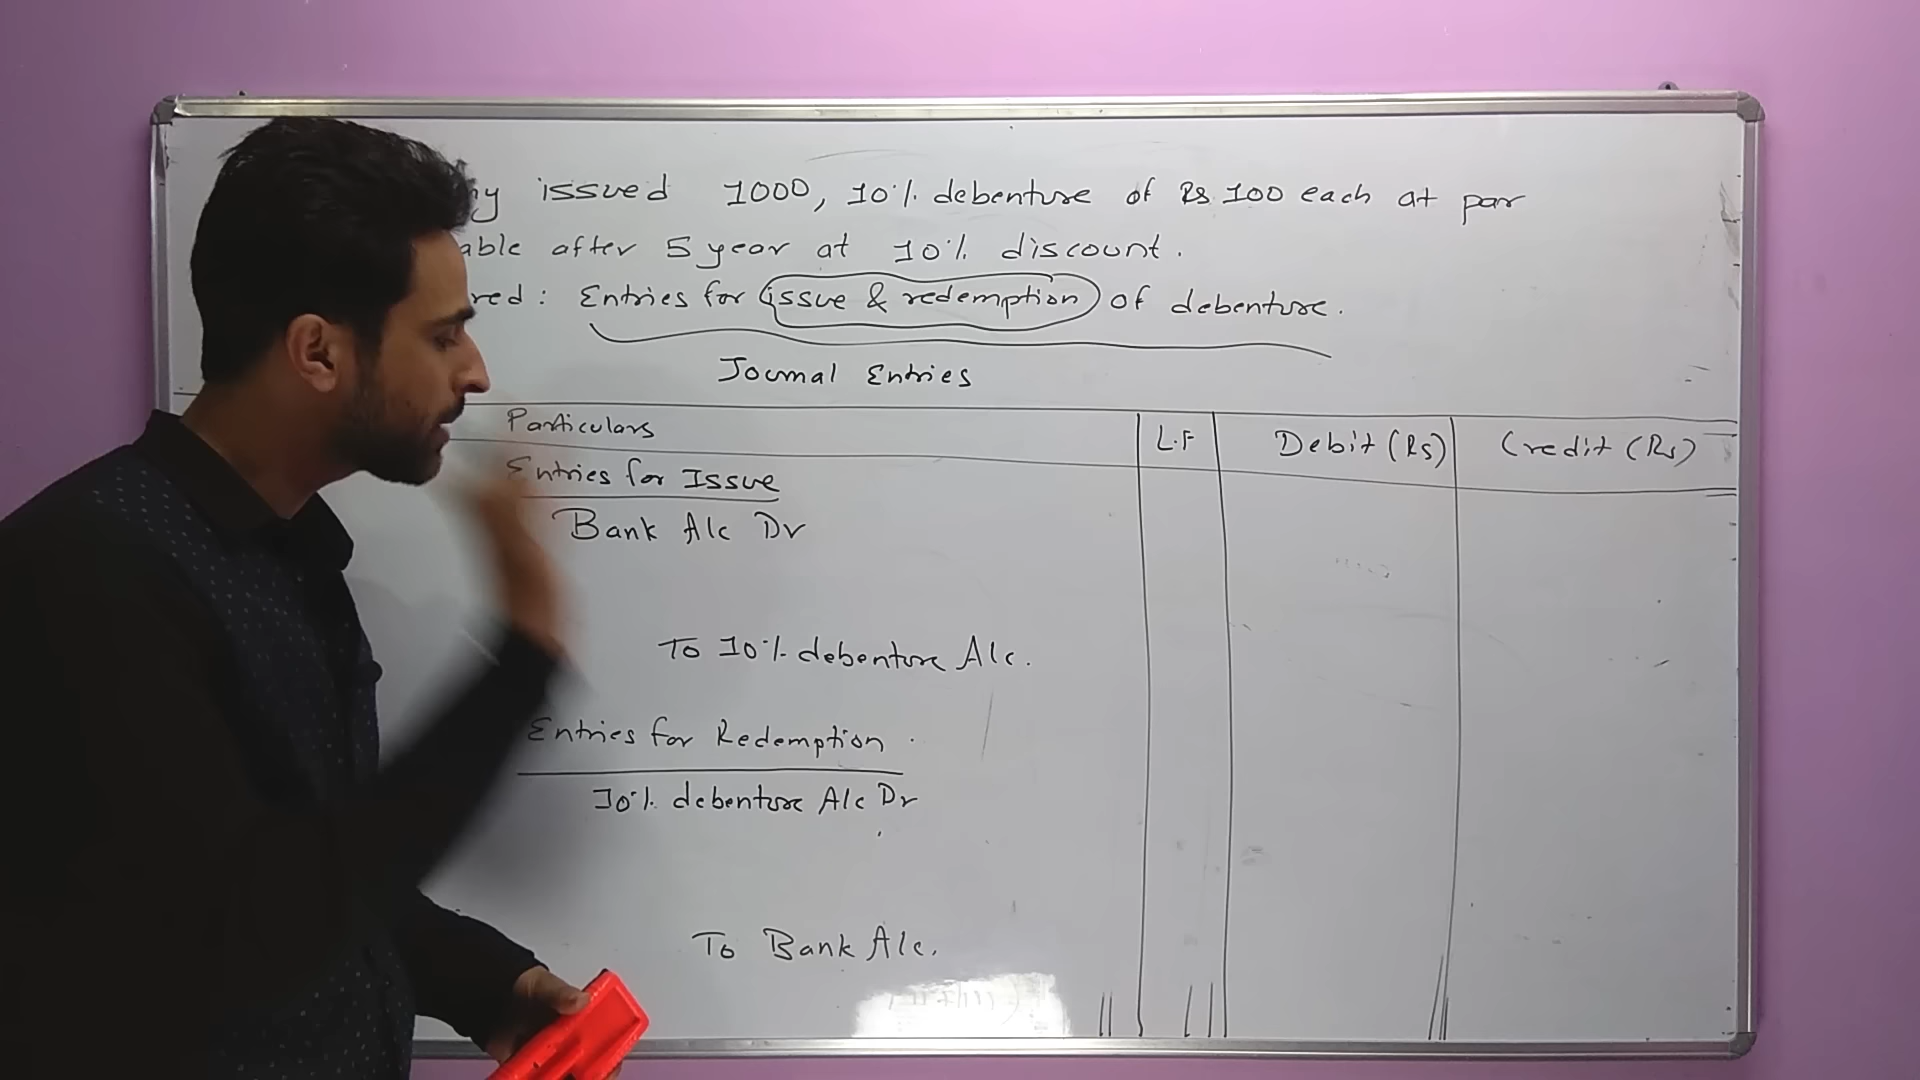 issued 1000, 10% debenture of Rs 100 each at par
able after 5 year at 10% discount.
red: Entries for issue & redemption of debenture.
Journal Entries
Particulars L.F Debit (Rs) Credit (Rs)
Entries for Issue
Bank A/c Dr
To 10% debenture A/c.
Entries for Redemption
10% debenture A/c Dr
To Bank A/c.